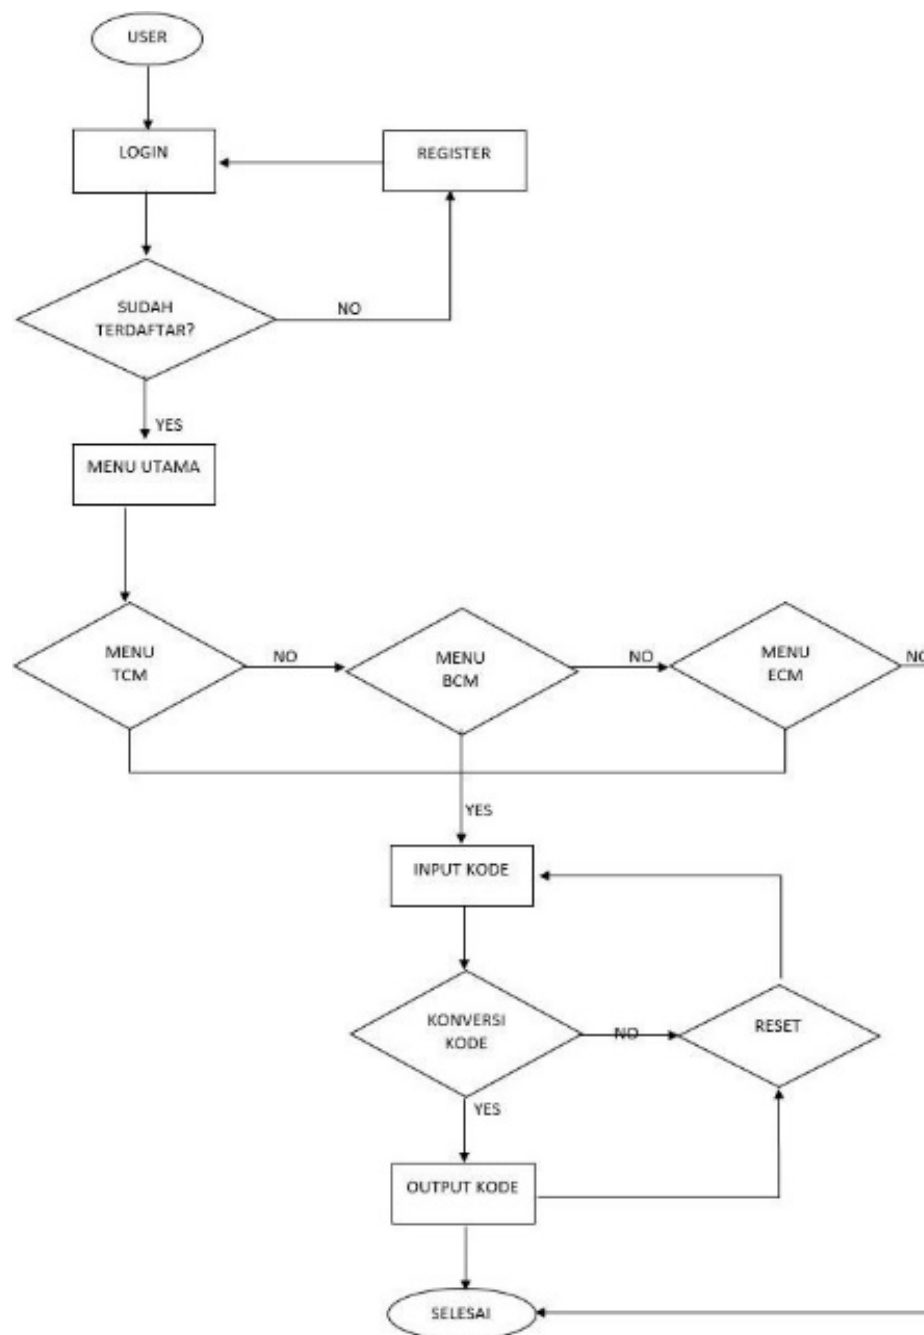 USER
LOGIN
REGISTER
SUDAH
TERDAFTAR?
NO
YES
MENU UTAMA
MENU
TCM
NO
MENU
BCM
NO
MENU
ECM
NO
YES
INPUT KODE
KONVERSI
KODE
NO
RESET
YES
OUTPUT KODE
SELESAI